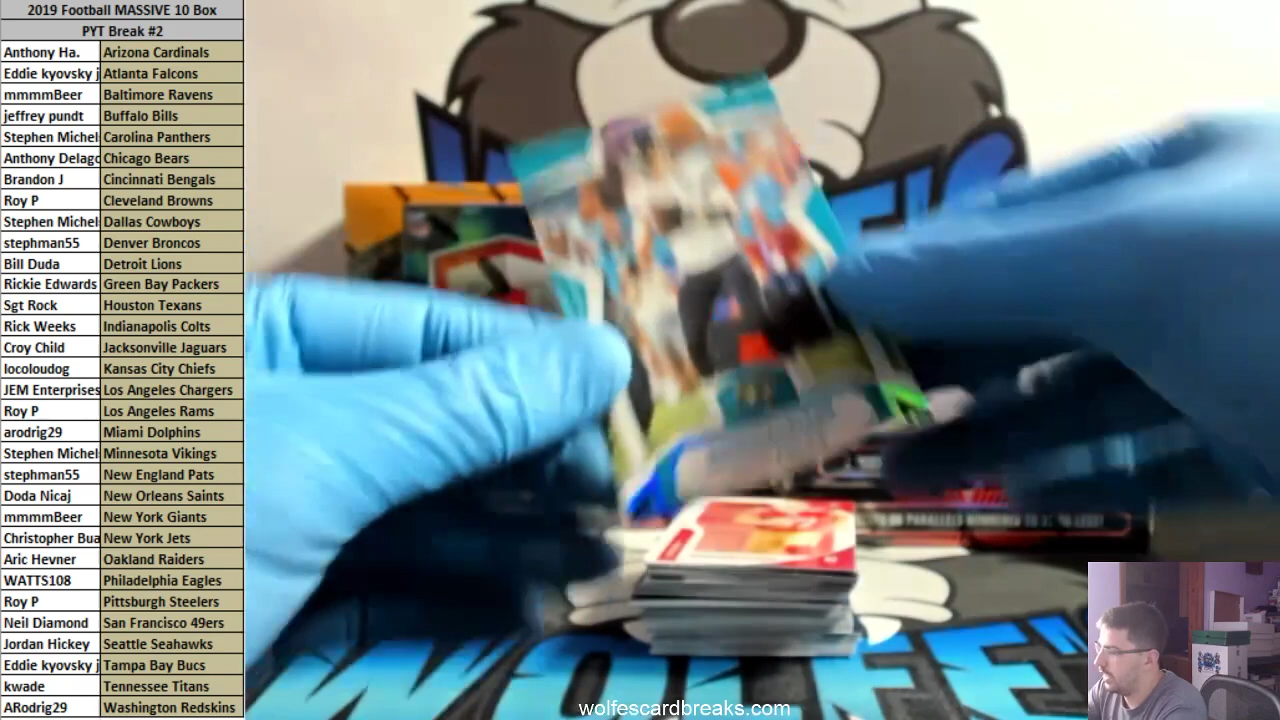 2019 Football MASSIVE 10 Box
PYT Break #2
Anthony Ha. Arizona Cardinals
Eddie kyovsky j Atlanta Falcons
mmmmBeer Baltimore Ravens
jeffrey pundt Buffalo Bills
Stephen Michel Carolina Panthers
Anthony Delago Chicago Bears
Brandon J Cincinnati Bengals
Roy P Cleveland Browns
Stephen Michel Dallas Cowboys
stephman55 Denver Broncos
Bill Duda Detroit Lions
Rickie Edwards Green Bay Packers
Sgt Rock Houston Texans
Rick Weeks Indianapolis Colts
Croy Child Jacksonville Jaguars
locoloudog Kansas City Chiefs
JEM Enterprises Los Angeles Chargers
Roy P Los Angeles Rams
arodrig29 Miami Dolphins
Stephen Michel Minnesota Vikings
stephman55 New England Pats
Doda Nicaj New Orleans Saints
mmmmBeer New York Giants
Christopher Bua New York Jets
Aric Hevner Oakland Raiders
WATTS108 Philadelphia Eagles
Roy P Pittsburgh Steelers
Neil Diamond San Francisco 49ers
Jordan Hickey Seattle Seahawks
Eddie kyovsky j Tampa Bay Bucs
kwade Tennessee Titans
ARodrig29 Washington Redskins
wolfescardbreaks.com